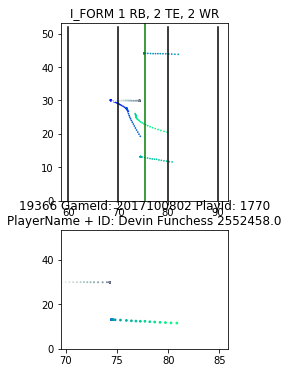 I_FORM 1 RB, 2 TE, 2 WR
50
40
30
20
10
0
60 70 80 90
19366 GameId: 2017100802 PlayId: 1770
PlayerName + ID: Devin Funchess 2552458.0
40
20
0
70 75 80 85